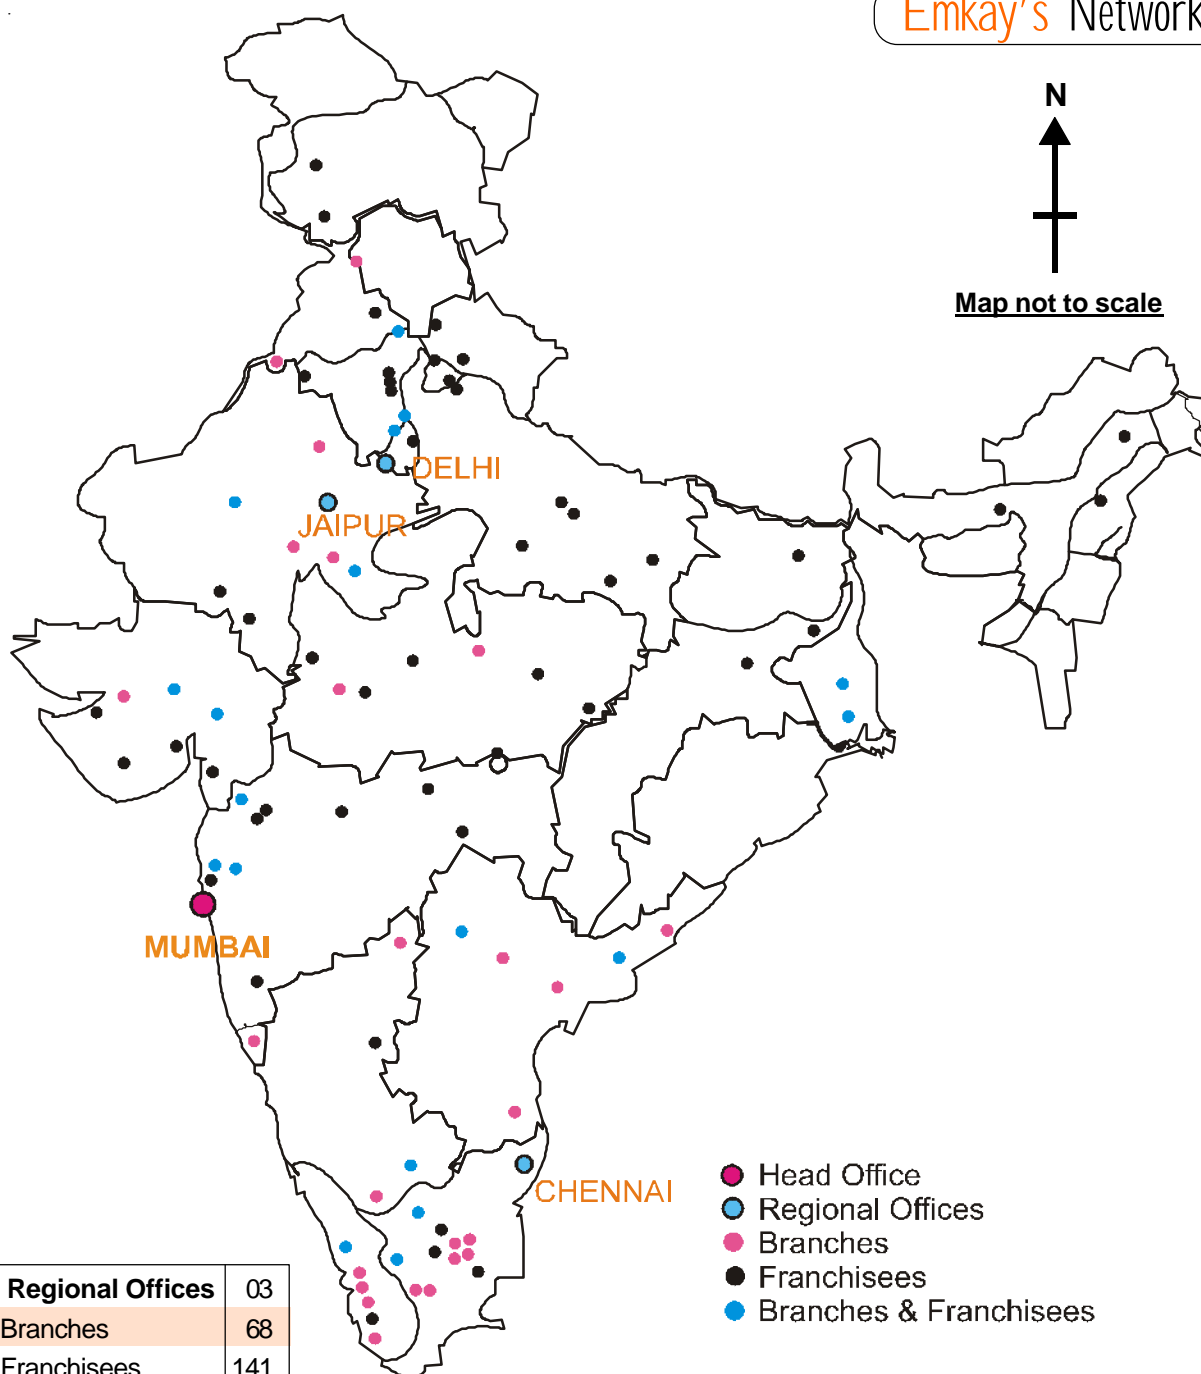 Emkay's Network
N
Map not to scale
DELHI
JAIPUR
MUMBAI
CHENNAI
Head Office
Regional Offices
Branches
Franchisees
Branches & Franchisees
Regional Offices 03
Branches 68
Franchisees 141